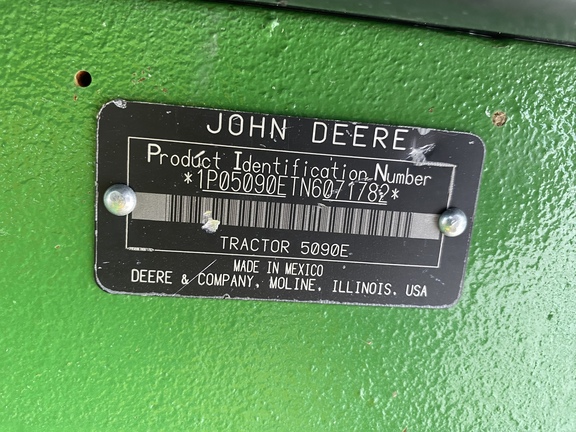 JOHN DEERE
Product Identification Number
*1P05090ETN6071782*
TRACTOR 5090E
MADE IN MEXICO
DEERE & COMPANY, MOLINE, ILLINOIS, USA